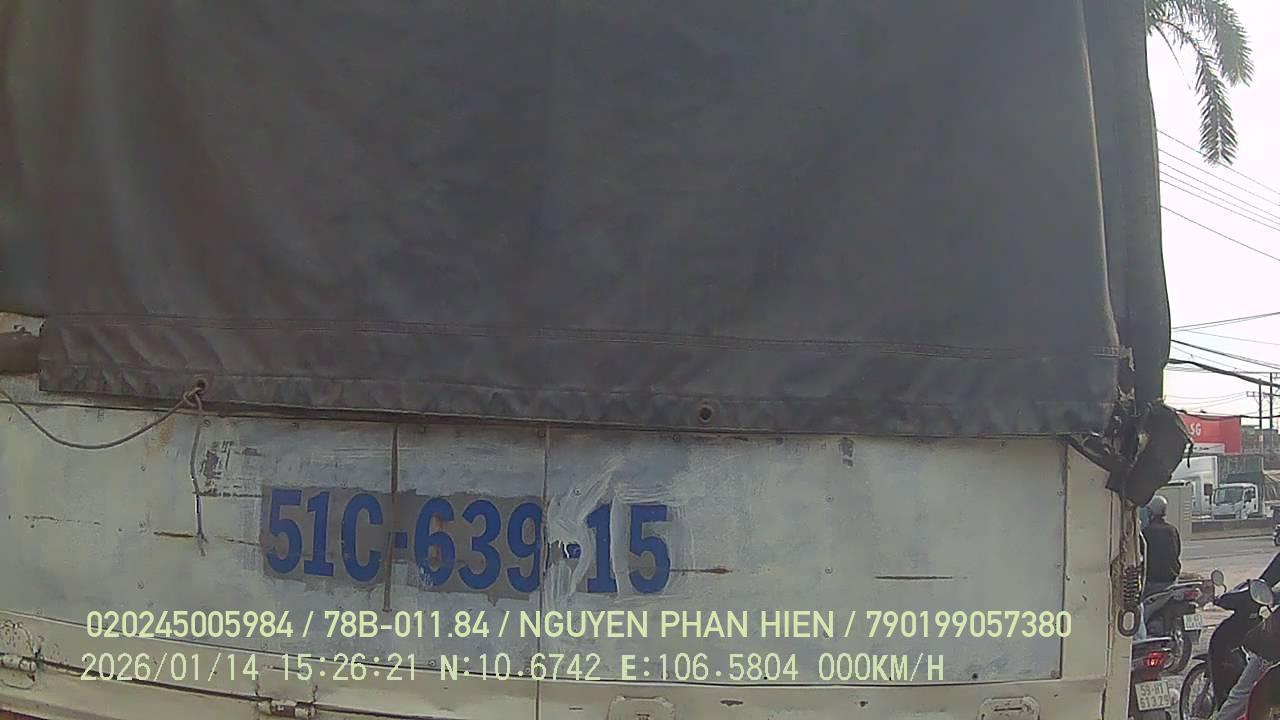 SG
51C-639-15
020245005984 / 78B-011.84 / NGUYEN PHAN HIEN / 790199057380
2026/01/14 15:26:21 N:10.6742 E:106.5804 000KM/H